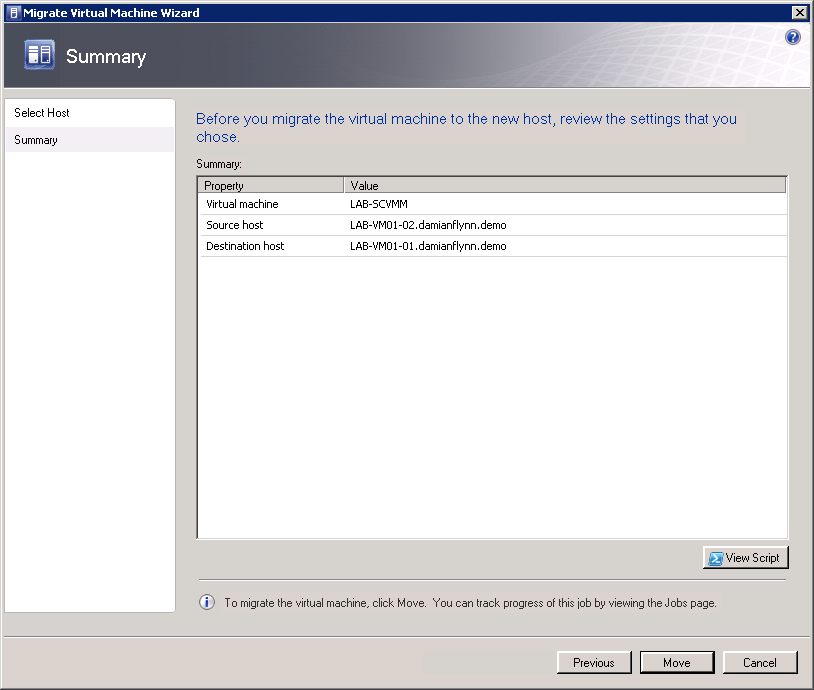 Migrate Virtual Machine Wizard
Summary
Select Host
Summary
Before you migrate the virtual machine to the new host, review the settings that you
chose.
Summary:
Property Value
Virtual machine LAB-SCVMM
Source host LAB-VM01-02.damianflynn.demo
Destination host LAB-VM01-01.damianflynn.demo
View Script
To migrate the virtual machine, click Move. You can track progress of this job by viewing the Jobs page.
Previous Move Cancel